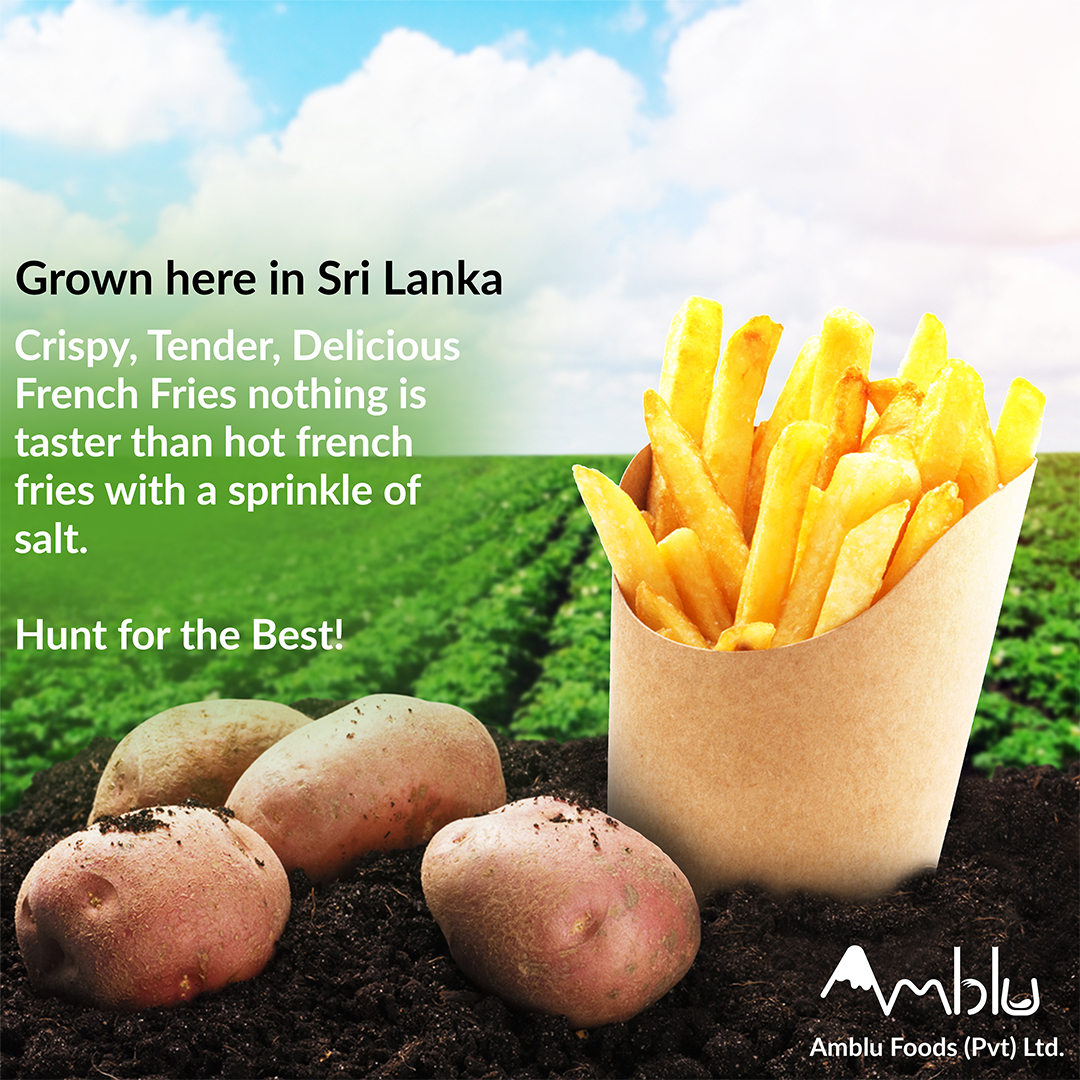 Grown here in Sri Lanka
Crispy, Tender, Delicious
French Fries nothing is
taster than hot french
fries with a sprinkle of
salt.
Hunt for the Best!
Amblu
Amblu Foods (Pvt) Ltd.